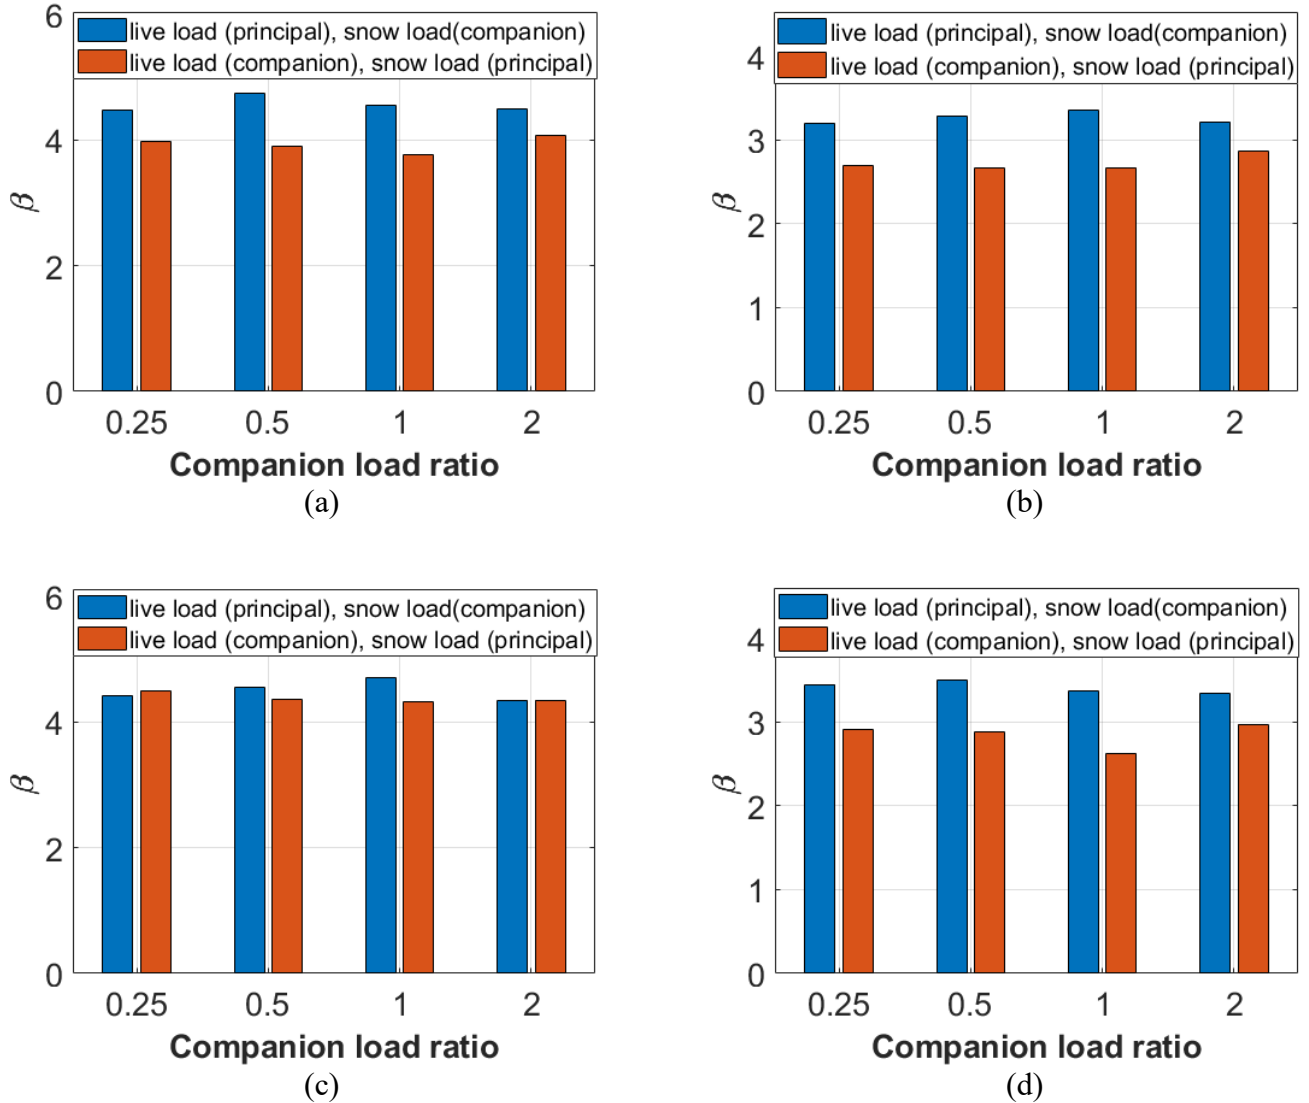 6
live load (principal), snow load(companion)
live load (companion), snow load (principal)
4
β
2
0
0.25 0.5 1 2
Companion load ratio
(a)
4
live load (principal), snow load(companion)
live load (companion), snow load (principal)
3
β
2
1
0
0.25 0.5 1 2
Companion load ratio
(b)
6
live load (principal), snow load(companion)
live load (companion), snow load (principal)
4
β
2
0
0.25 0.5 1 2
Companion load ratio
(c)
4
live load (principal), snow load(companion)
live load (companion), snow load (principal)
3
β
2
1
0
0.25 0.5 1 2
Companion load ratio
(d)